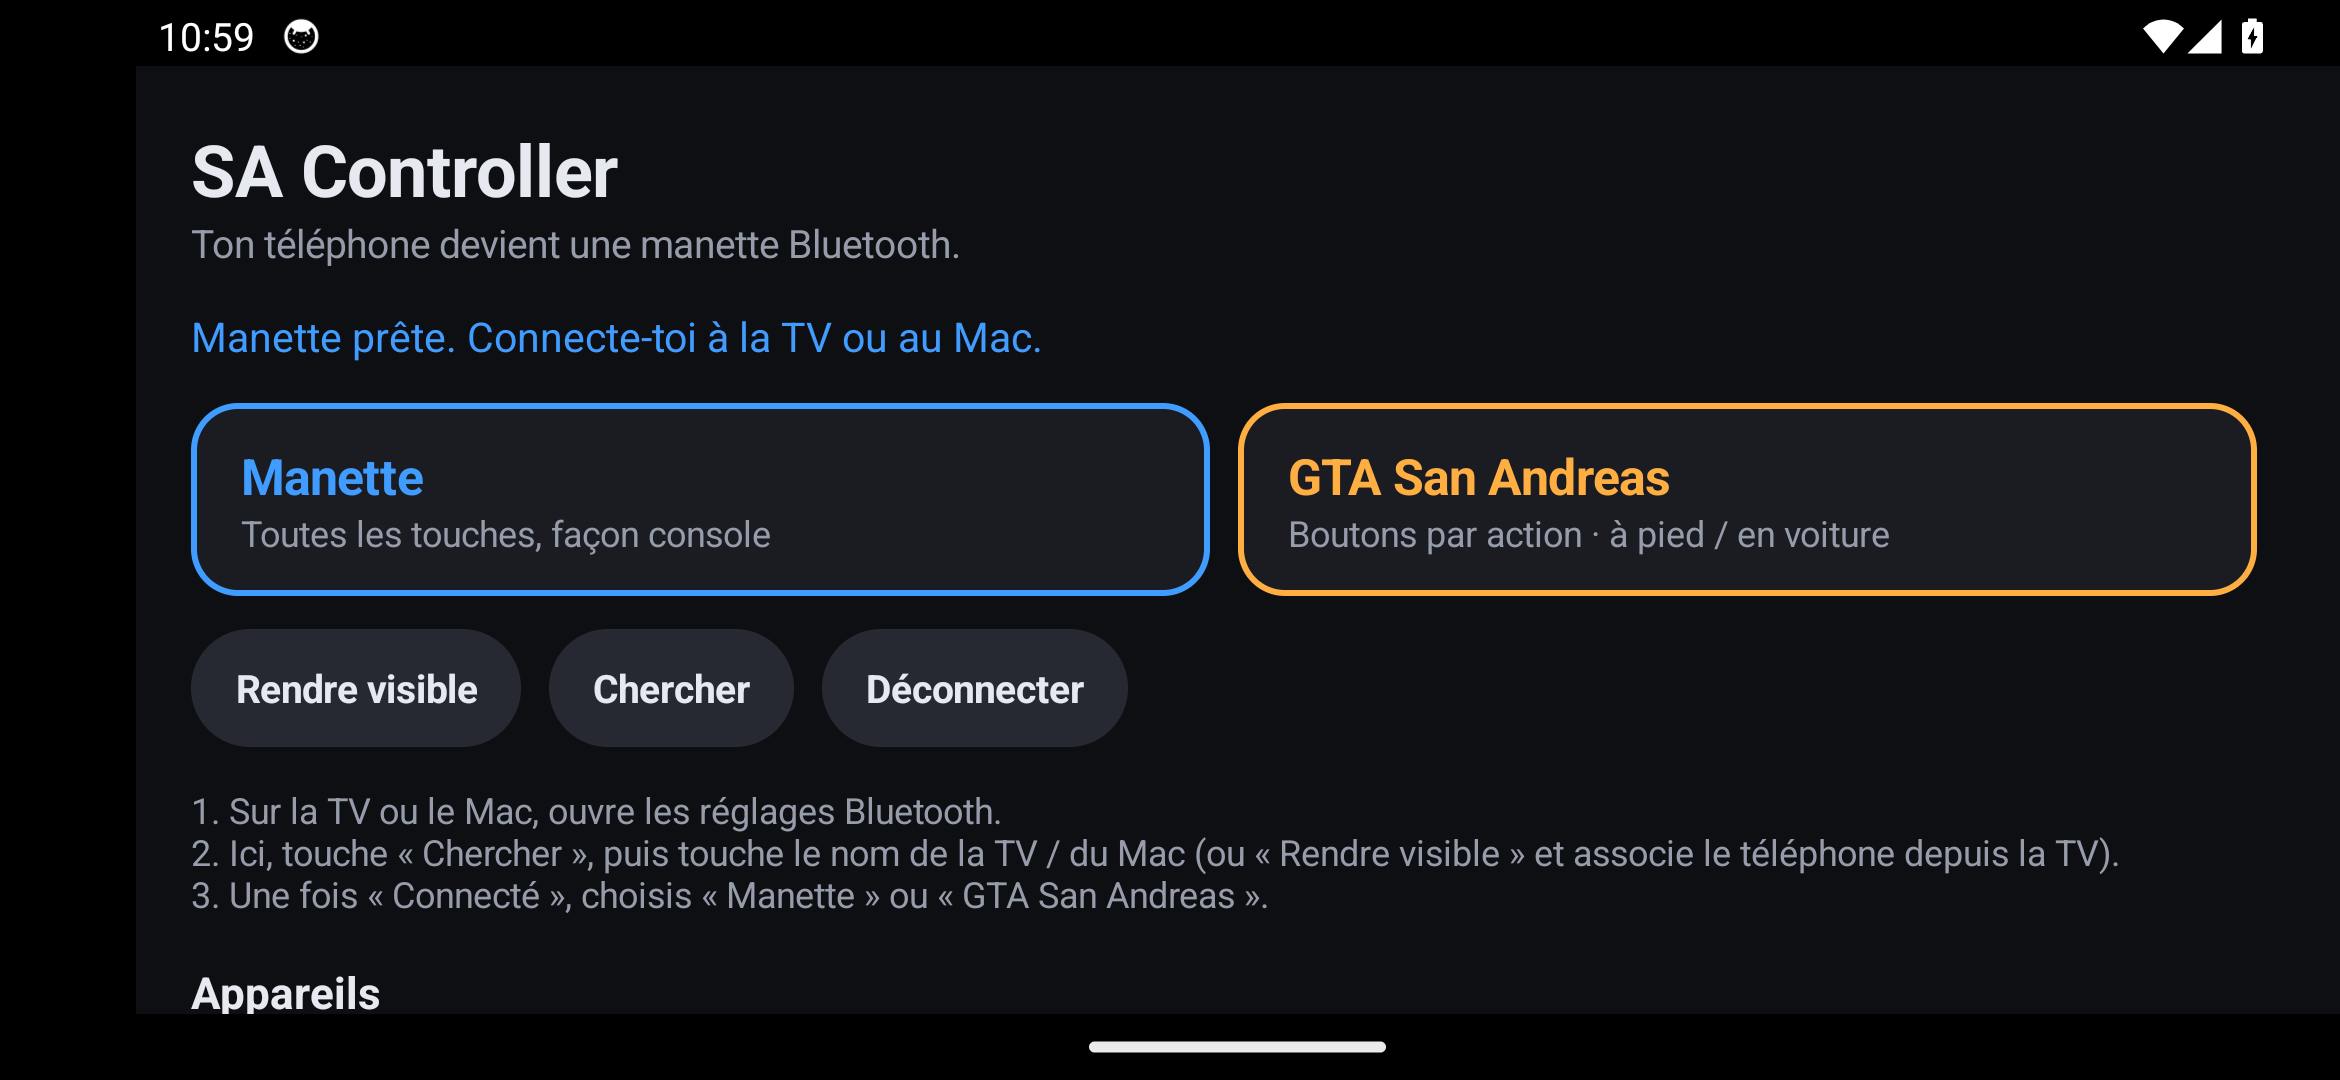 10:59
SA Controller
Ton téléphone devient une manette Bluetooth.
Manette prête. Connecte-toi à la TV ou au Mac.
Manette
Toutes les touches, façon console
GTA San Andreas
Boutons par action · à pied / en voiture
Rendre visible
Chercher
Déconnecter
1. Sur la TV ou le Mac, ouvre les réglages Bluetooth.
2. Ici, touche « Chercher », puis touche le nom de la TV / du Mac (ou « Rendre visible » et associe le téléphone depuis la TV).
3. Une fois « Connecté », choisis « Manette » ou « GTA San Andreas ».
Appareils